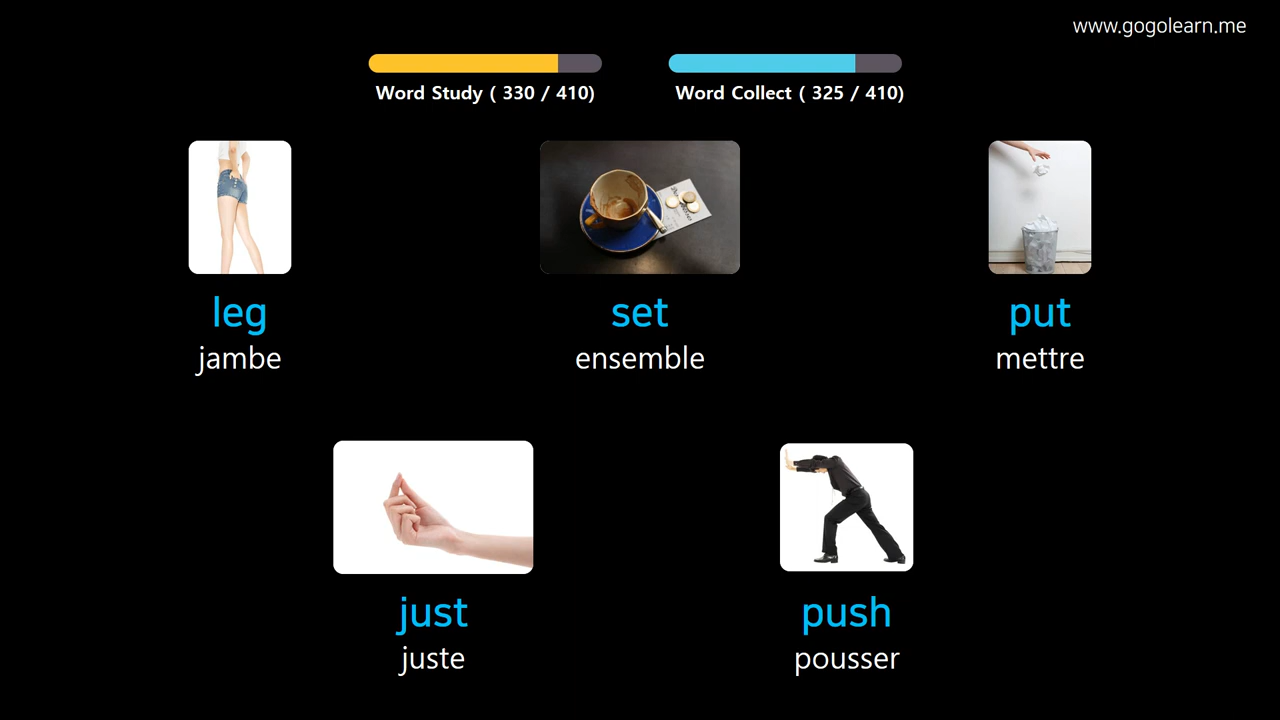 www.gogolearn.me
Word Study ( 330 / 410)
Word Collect ( 325 / 410)
leg
jambe
set
ensemble
put
mettre
just
juste
push
pousser